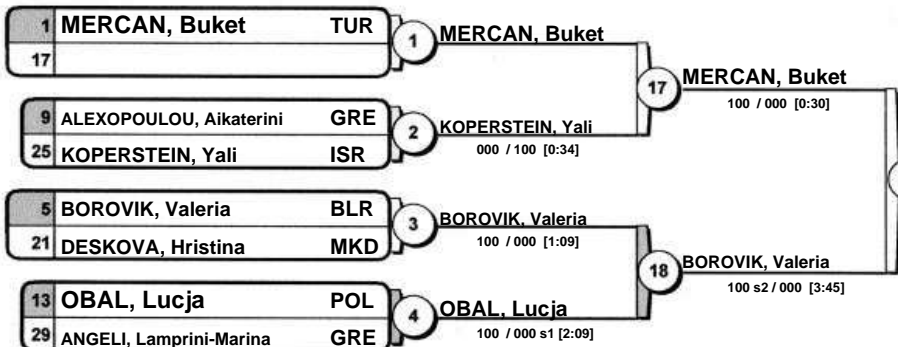 1 MERCAN, Buket TUR
17
1 MERCAN, Buket
9 ALEXOPOULOU, Aikaterini GRE
25 KOPERSTEIN, Yali ISR
2 KOPERSTEIN, Yali
000 / 100 [0:34]
17 MERCAN, Buket
100 / 000 [0:30]
5 BOROVIK, Valeria BLR
21 DESKOVA, Hristina MKD
3 BOROVIK, Valeria
100 / 000 [1:09]
13 OBAL, Lucja POL
29 ANGELI, Lamprini-Marina GRE
4 OBAL, Lucja
100 / 000 s1 [2:09]
18 BOROVIK, Valeria
100 s2 / 000 [3:45]